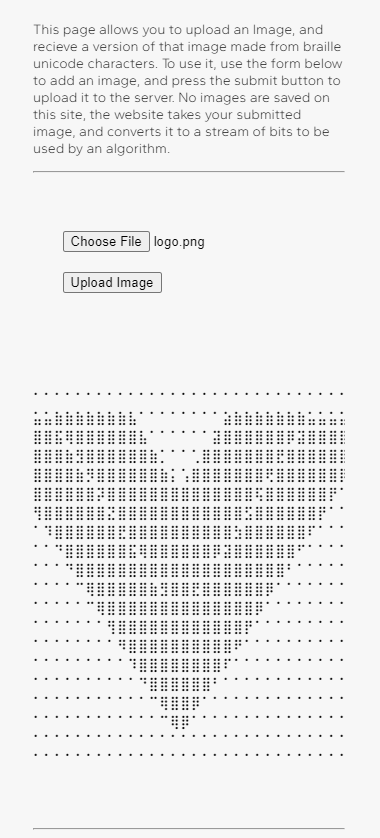 This page allows you to upload an Image, and
recieve a version of that image made from braille
unicode characters. To use it, use the form below
to add an image, and press the submit button to
upload it to the server. No images are saved on
this site, the website takes your submitted
image, and converts it to a stream of bits to be
used by an algorithm.
Choose File logo.png
Upload Image